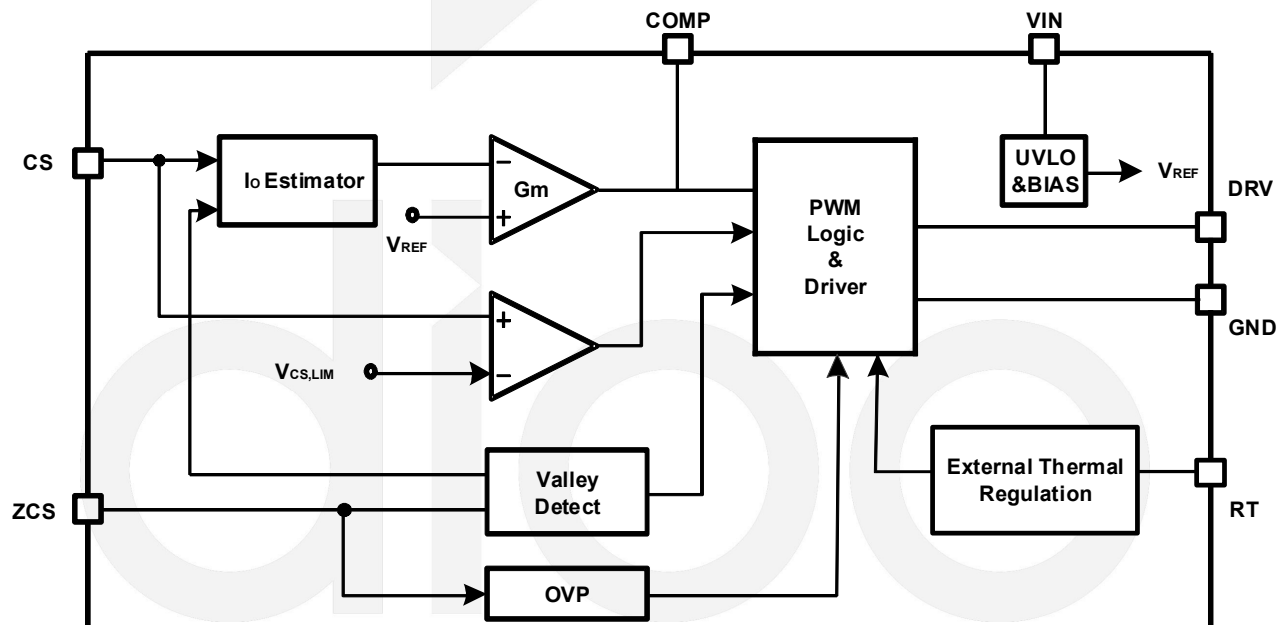 COMP
VIN
CS
Io Estimator
−
Gm
+
VREF
PWM
Logic
&
Driver
UVLO
&BIAS
VREF
DRV
GND
+
VCS,LIM
−
Valley
Detect
External Thermal
Regulation
ZCS
RT
OVP
dioo